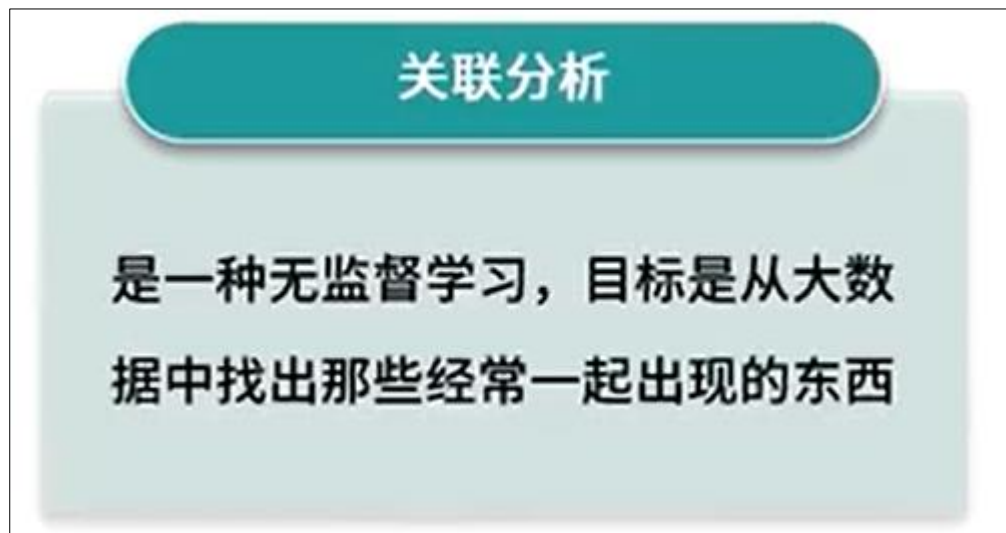 关联分析
是一种无监督学习，目标是从大数
据中找出那些经常一起出现的东西